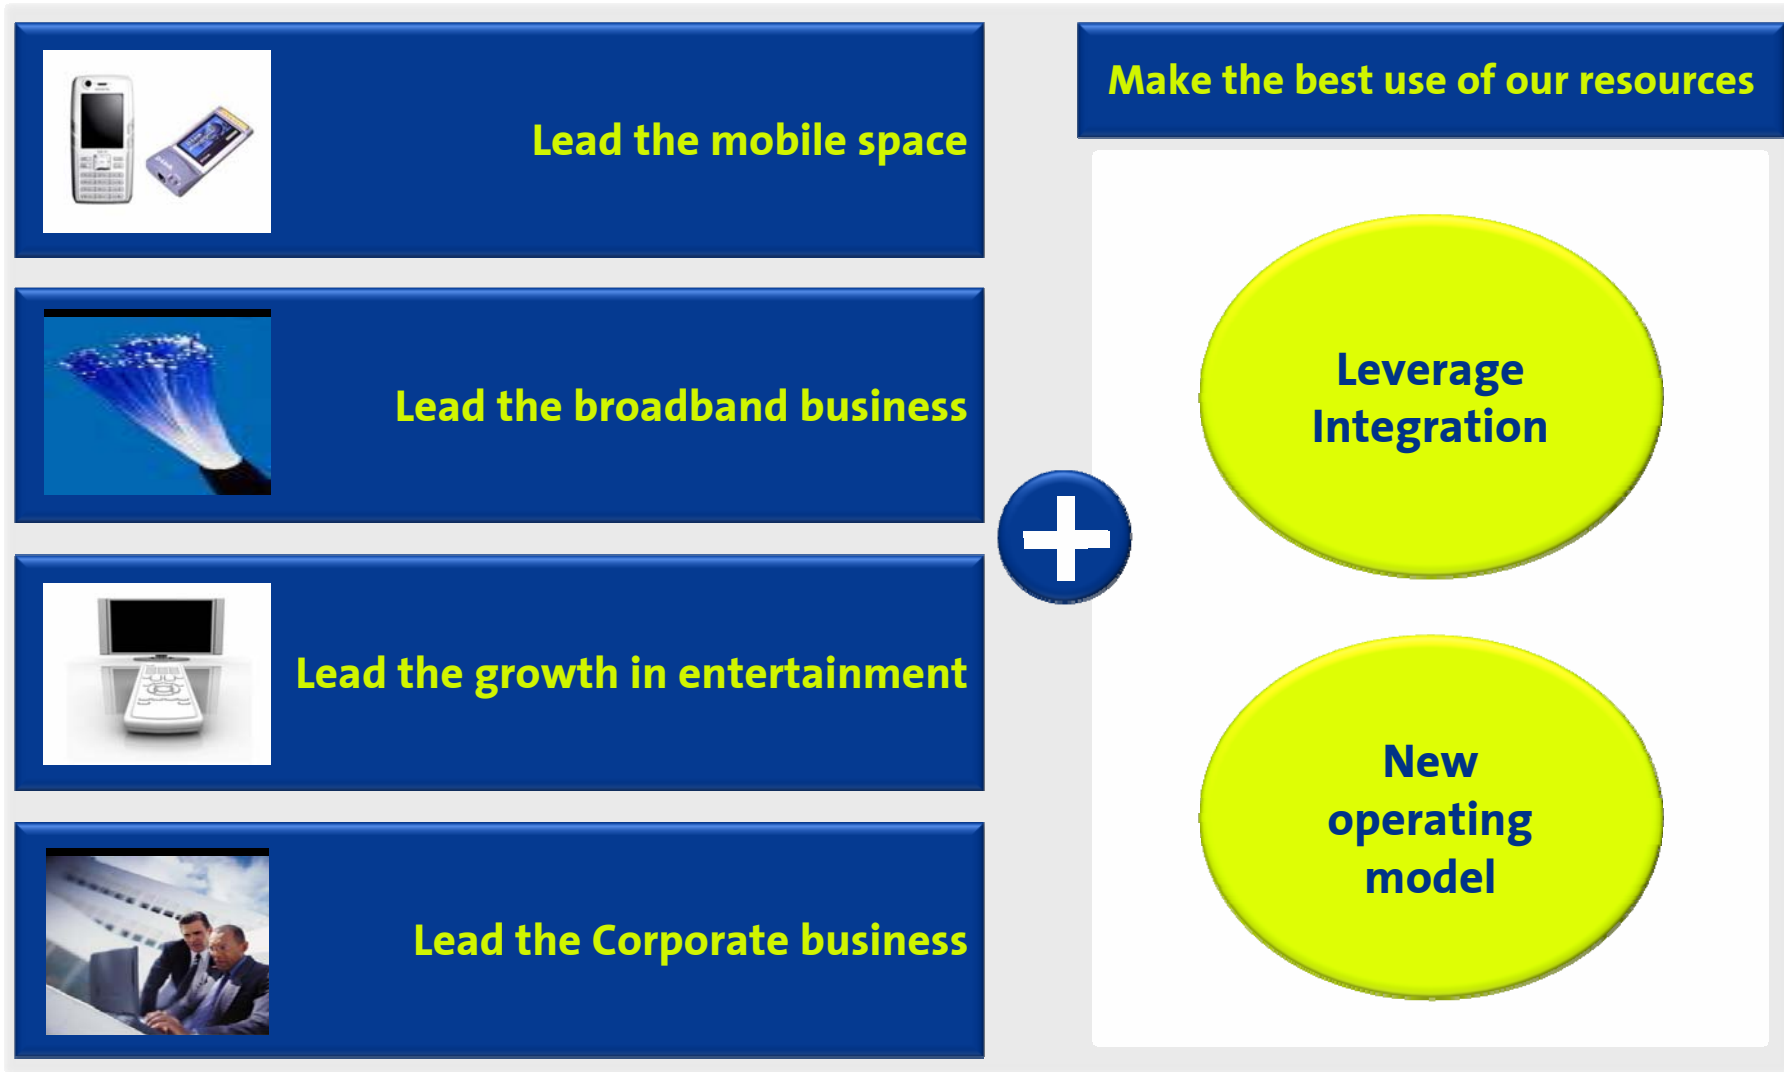 Lead the mobile space
Lead the broadband business
Lead the growth in entertainment
Lead the Corporate business
Make the best use of our resources
Leverage
Integration
New
operating
model